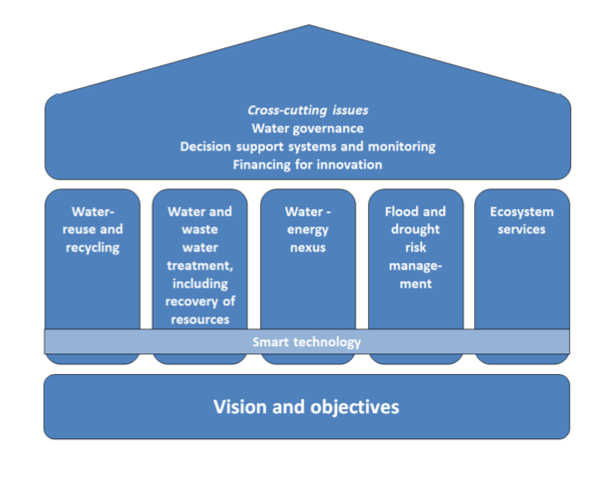 Cross-cutting issues
Water governance
Decision support systems and monitoring
Financing for innovation
Water-
reuse and
recycling
Water and
waste
water
treatment,
including
recovery of
resources
Water -
energy
nexus
Flood and
drought
risk
manage-
ment
Ecosystem
services
Smart technology
Vision and objectives